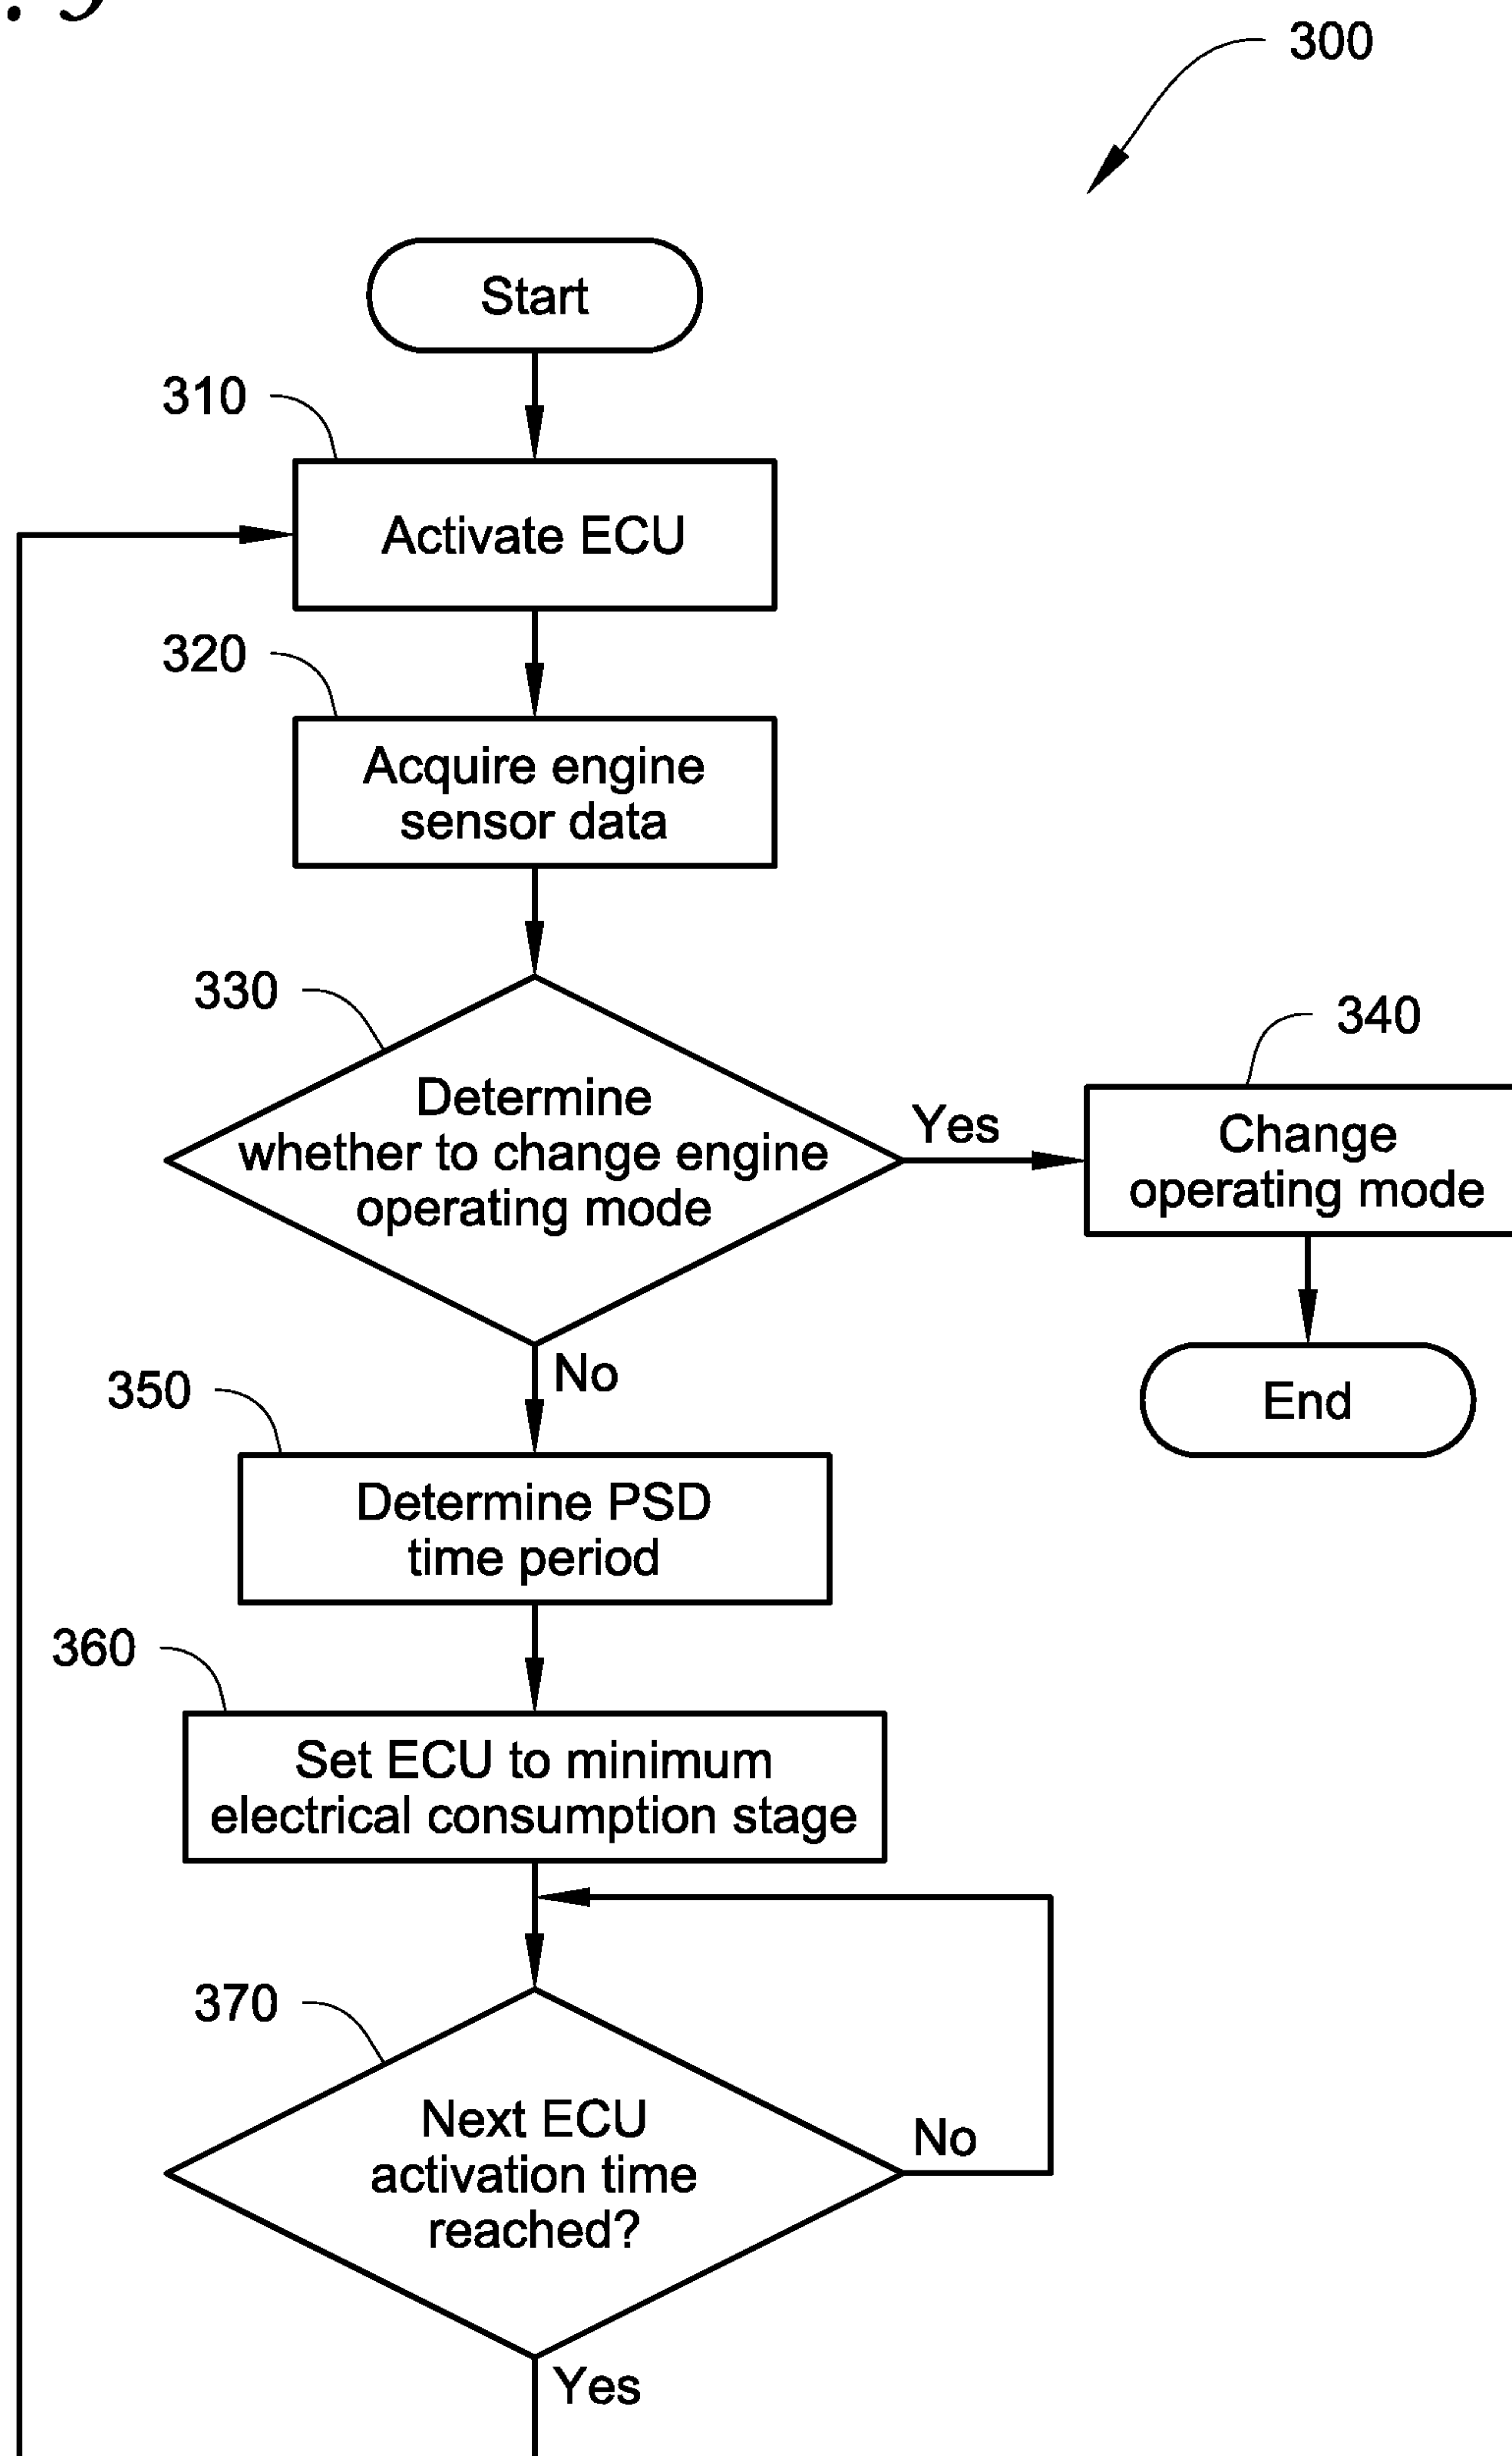 300
Start
310
Activate ECU
320
Acquire engine
sensor data
330
Determine
whether to change engine
operating mode
Yes
340
Change
operating mode
End
No
350
Determine PSD
time period
360
Set ECU to minimum
electrical consumption stage
370
Next ECU
activation time
reached?
No
Yes